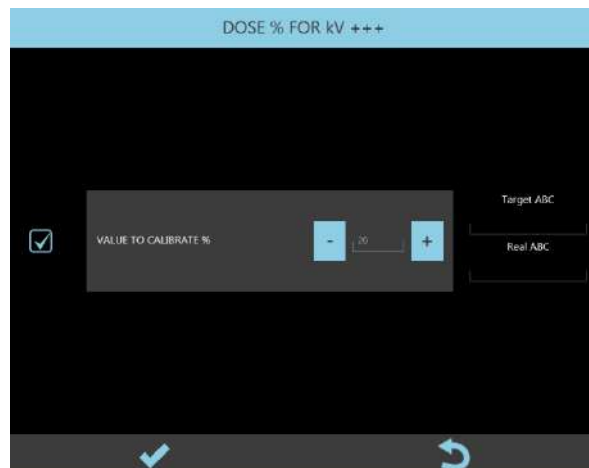 DOSE % FOR kV +++
Target ABC
VALUE TO CALIBRATE %
-
20
+
Real ABC